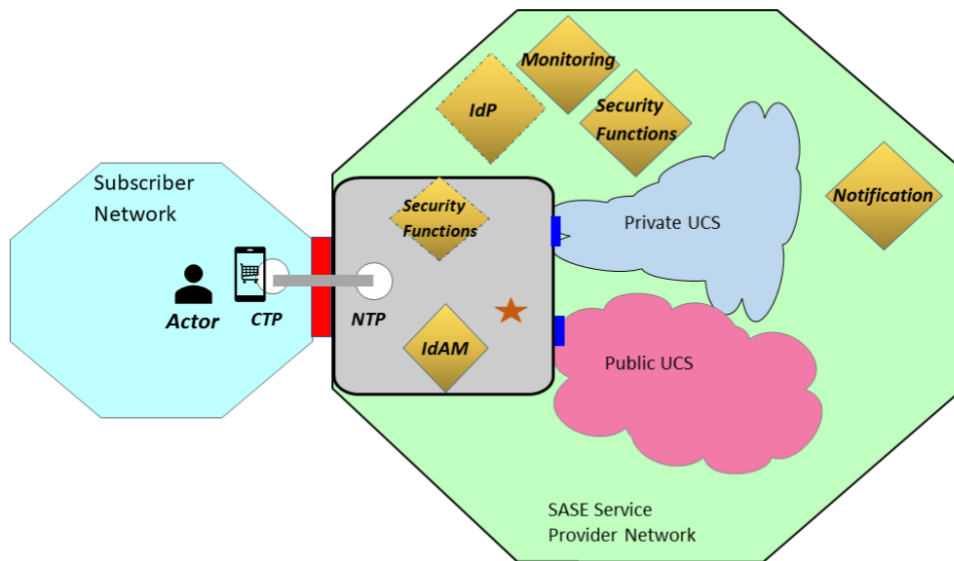 Monitoring
IdP
Security
Functions
Subscriber
Network
Security
Functions
Private UCS
Notification
Actor
CTP
NTP
IdAM
Public UCS
SASE Service
Provider Network